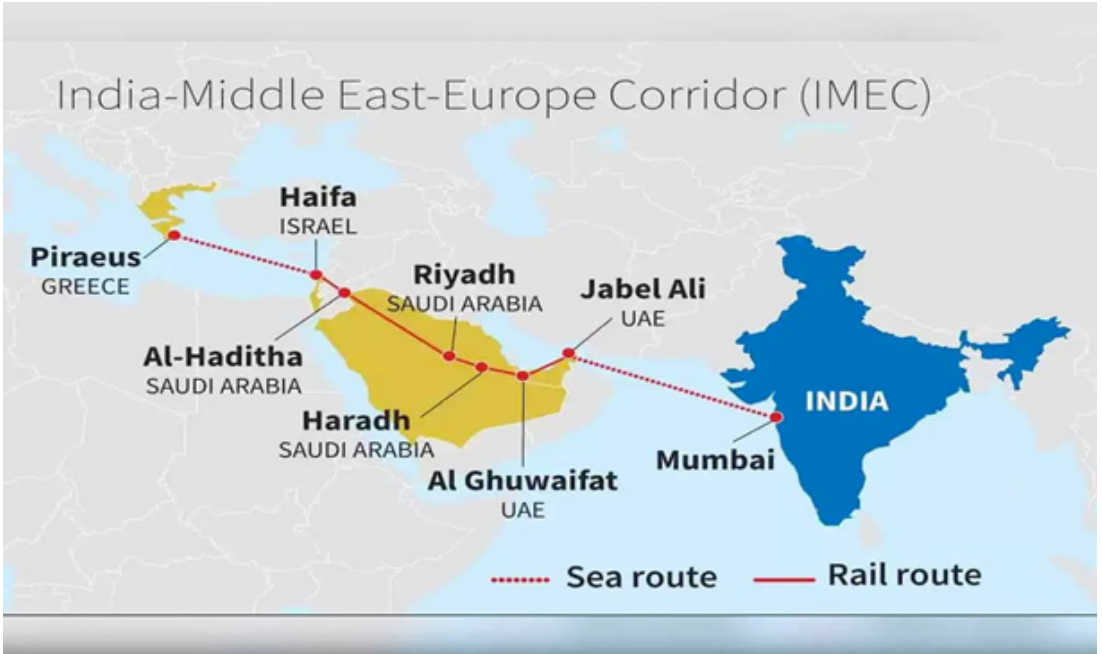 India-Middle East-Europe Corridor (IMEC)
Haifa
ISRAEL
Piraeus
GREECE
Riyadh
SAUDI ARABIA
Jabel Ali
UAE
Al-Haditha
SAUDI ARABIA
Haradh
SAUDI ARABIA
INDIA
Mumbai
Al Ghuwaifat
UAE
Sea route
Rail route